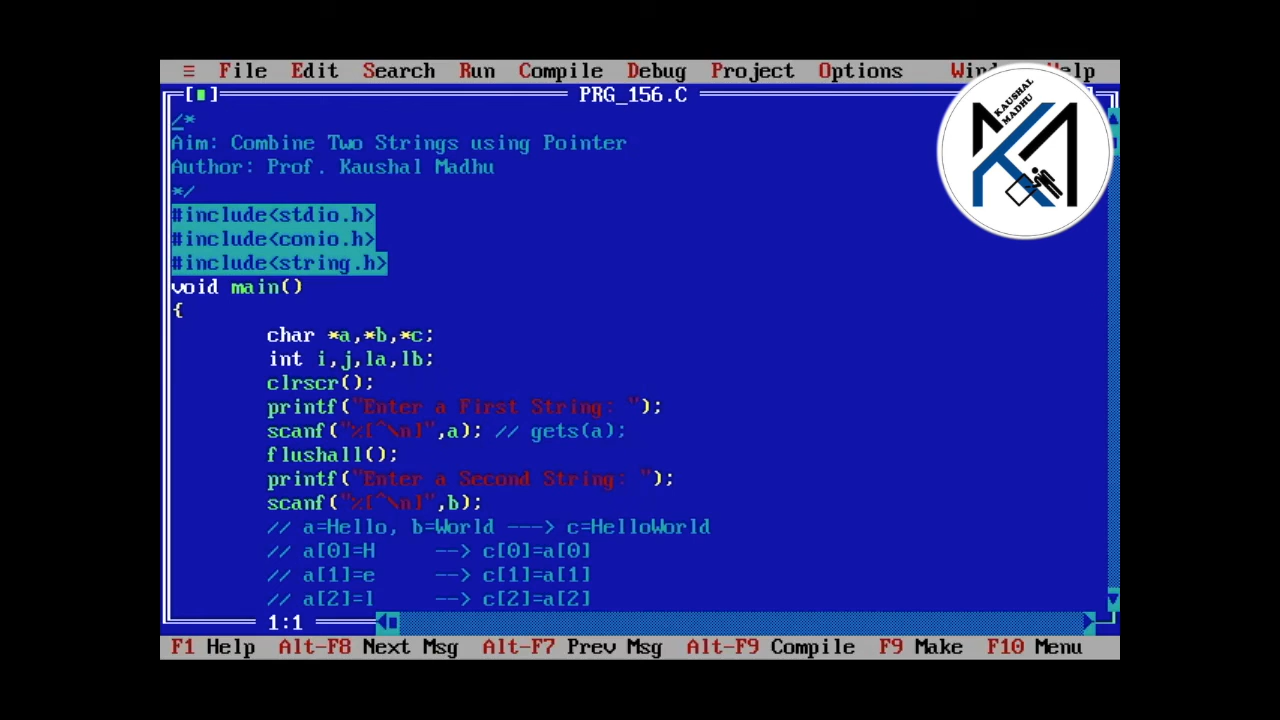 ≡ File Edit Search Run Compile Debug Project Options Wind elp
[■] PRG_156.C
KAUSHAL
MADHU
/*
Aim: Combine Two Strings using Pointer
Author: Prof. Kaushal Madhu
*/
#include<stdio.h>
#include<conio.h>
#include<string.h>
void main()
{
char *a,*b,*c;
int i,j,la,lb;
clrscr();
printf("Enter a First String: ");
scanf("%[^\n]",a); // gets(a);
flushall();
printf("Enter a Second String: ");
scanf("%[^\n]",b);
// a=Hello, b=World ---> c=HelloWorld
// a[0]=H --> c[0]=a[0]
// a[1]=e --> c[1]=a[1]
// a[2]=l --> c[2]=a[2]
1:1
F1 Help Alt-F8 Next Msg Alt-F7 Prev Msg Alt-F9 Compile F9 Make F10 Menu